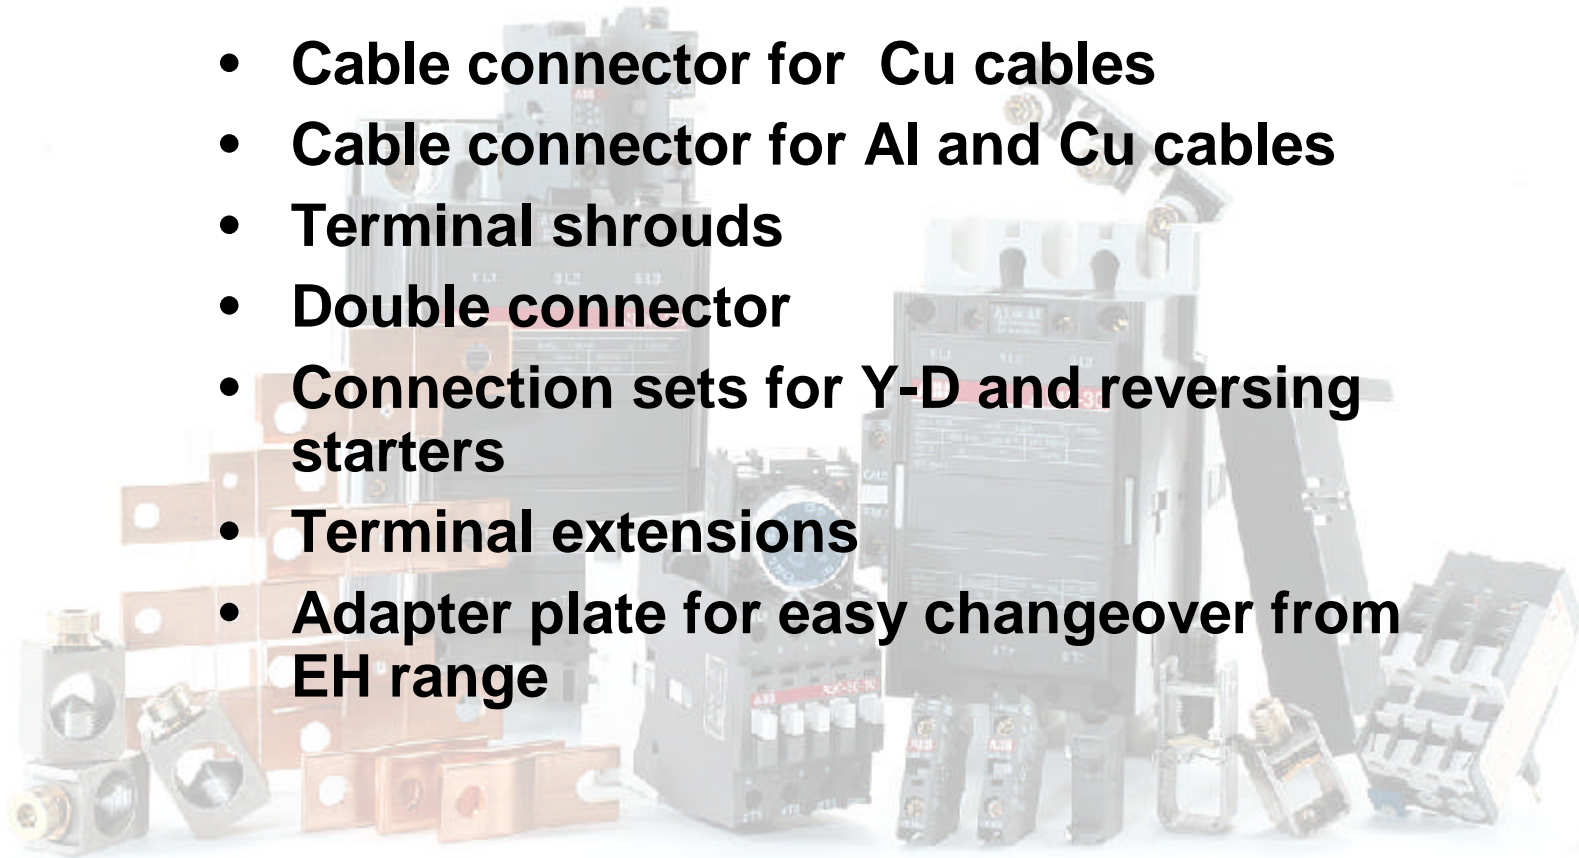 • Cable connector for Cu cables
• Cable connector for Al and Cu cables
• Terminal shrouds
• Double connector
• Connection sets for Y-D and reversing
starters
• Terminal extensions
• Adapter plate for easy changeover from
EH range